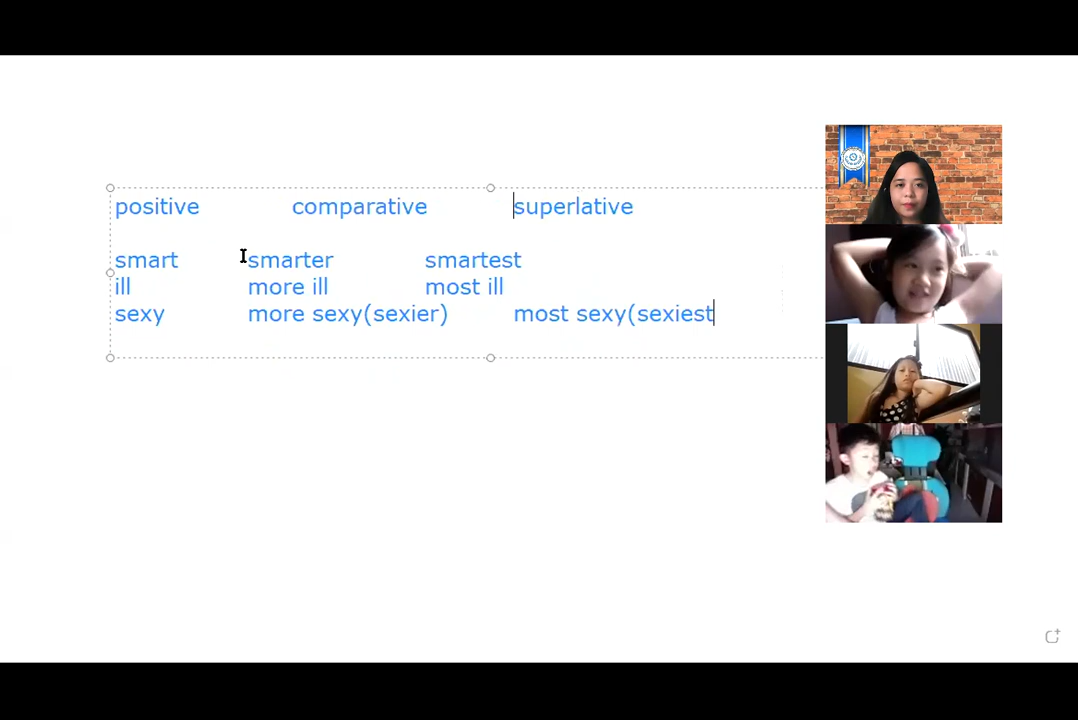 positive comparative superlative
smart smarter smartest
ill more ill most ill
sexy more sexy(sexier) most sexy(sexiest